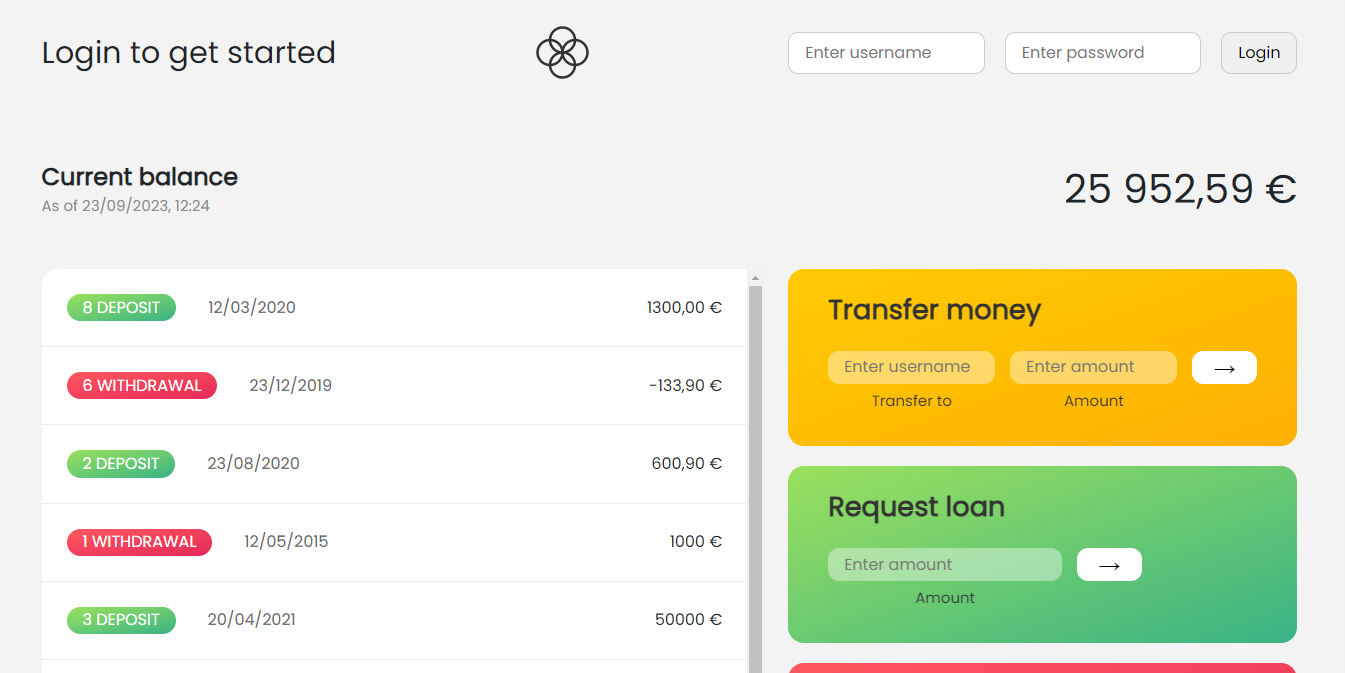 Login to get started
Enter username
Enter password
Login
Current balance
As of 23/09/2023, 12:24
25 952,59 €
8 DEPOSIT 12/03/2020 1300,00 €
6 WITHDRAWAL 23/12/2019 -133,90 €
2 DEPOSIT 23/08/2020 600,90 €
1 WITHDRAWAL 12/05/2015 1000 €
3 DEPOSIT 20/04/2021 50000 €
Transfer money
Enter username Enter amount →
Transfer to Amount
Request loan
Enter amount →
Amount